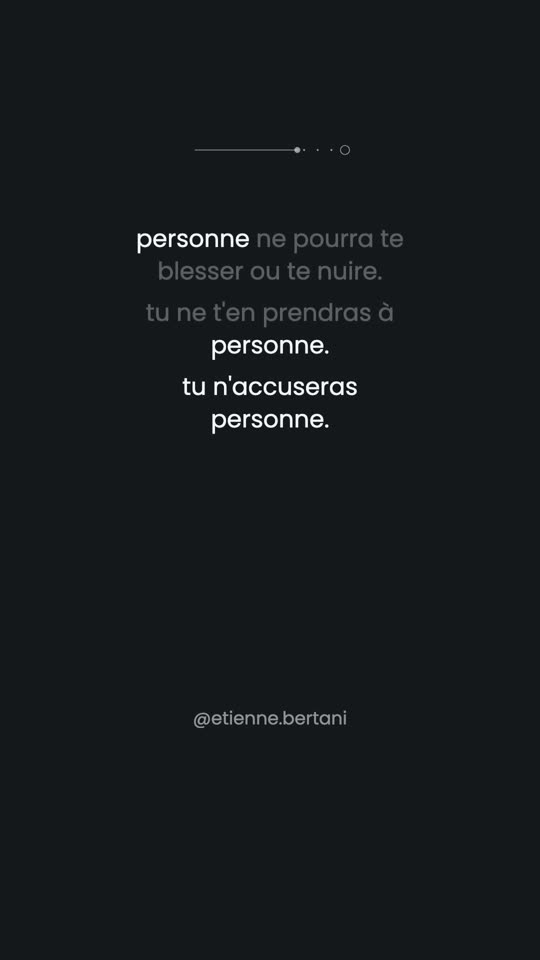 personne ne pourra te
blesser ou te nuire.
tu ne t'en prendras à
personne.
tu n'accuseras
personne.
@etienne.bertani